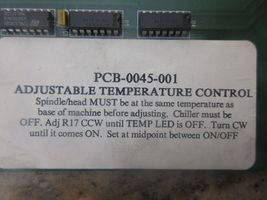 PCB-0045-001
ADJUSTABLE TEMPERATURE CONTROL
Spindle/head MUST be at the same temperature as
base of machine before adjusting. Chiller must be
OFF. Adj R17 CCW until TEMP LED is OFF. Turn CW
until it comes ON. Set at midpoint between ON/OFF